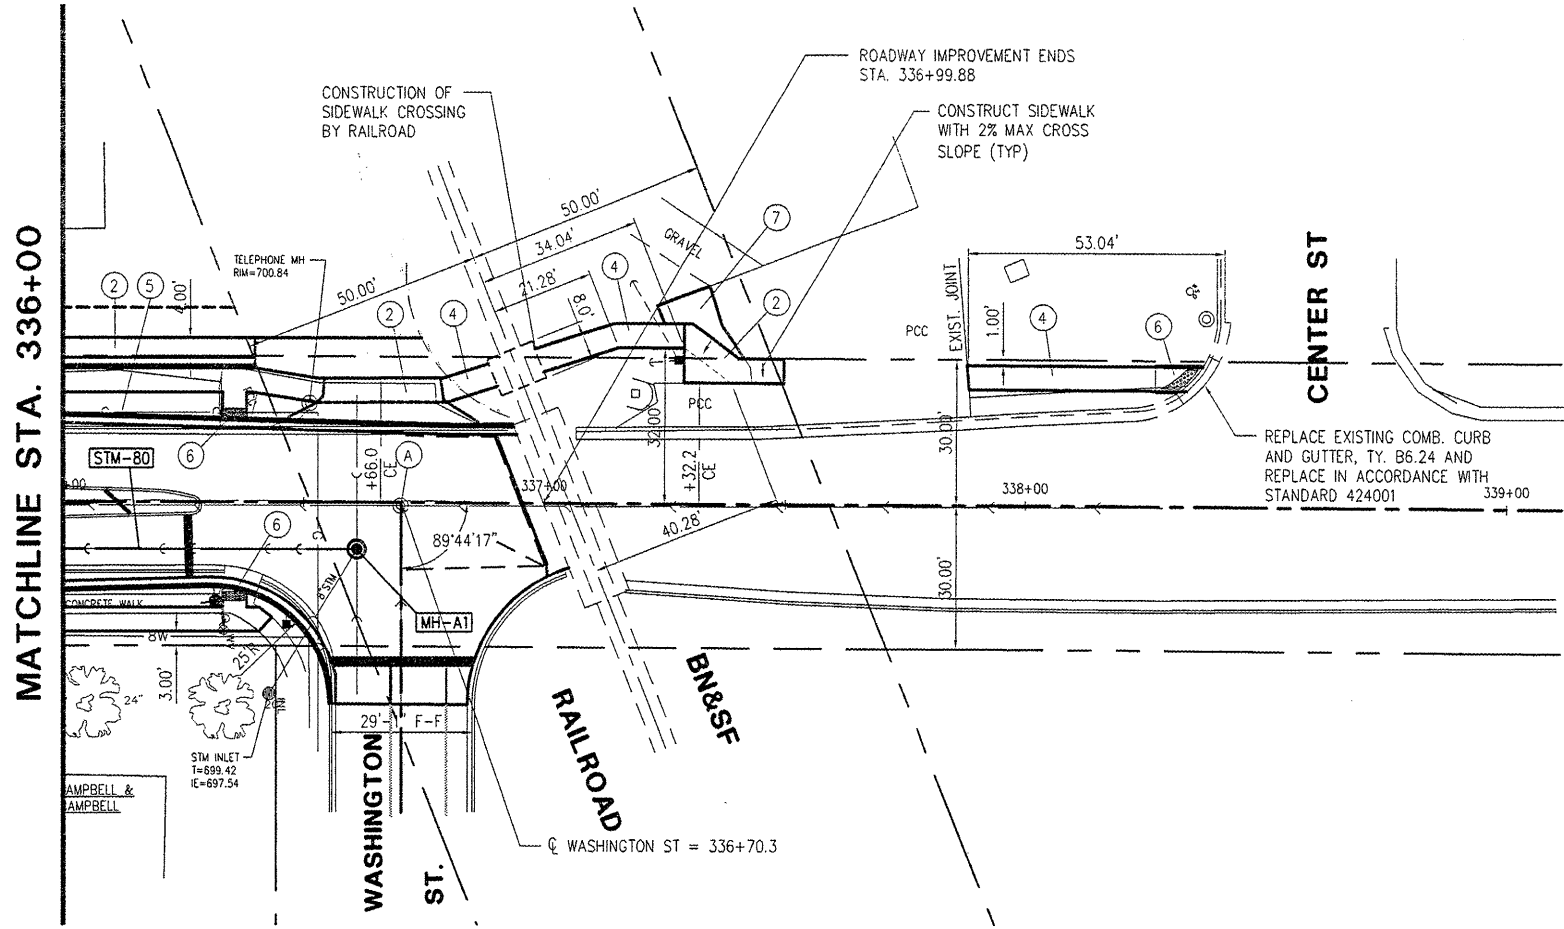 MATCHLINE STA. 336+00
ROADWAY IMPROVEMENT ENDS
STA. 336+99.88
CONSTRUCTION OF
SIDEWALK CROSSING
BY RAILROAD
CONSTRUCT SIDEWALK
WITH 2% MAX CROSS
SLOPE (TYP)
50.00'
34.04'
21.28'
50.00'
8.0'
GRAVEL
7
TELEPHONE MH
RIM=700.84
2
5
4.00'
2
4
4
2
53.04'
EXIST. JOINT
PCC
1.00'
4
6
CENTER ST
PCC
32.00'
30.00'
REPLACE EXISTING COMB. CURB
AND GUTTER, TY. B6.24 AND
REPLACE IN ACCORDANCE WITH
STANDARD 424001
STM-80
6
+66.0
CE
A
+32.2
CE
337+00
338+00
339+00
6
89°44'17"
40.28'
30.00'
8"STM
MH-A1
CONCRETE WALK
8W
25'R
3.00'
24"
INL
29'-
F-F
STM INLET
T=699.42
IE=697.54
AMPBELL &
AMPBELL
WASHINGTON
ST.
RAILROAD
BN&SF
℄ WASHINGTON ST = 336+70.3